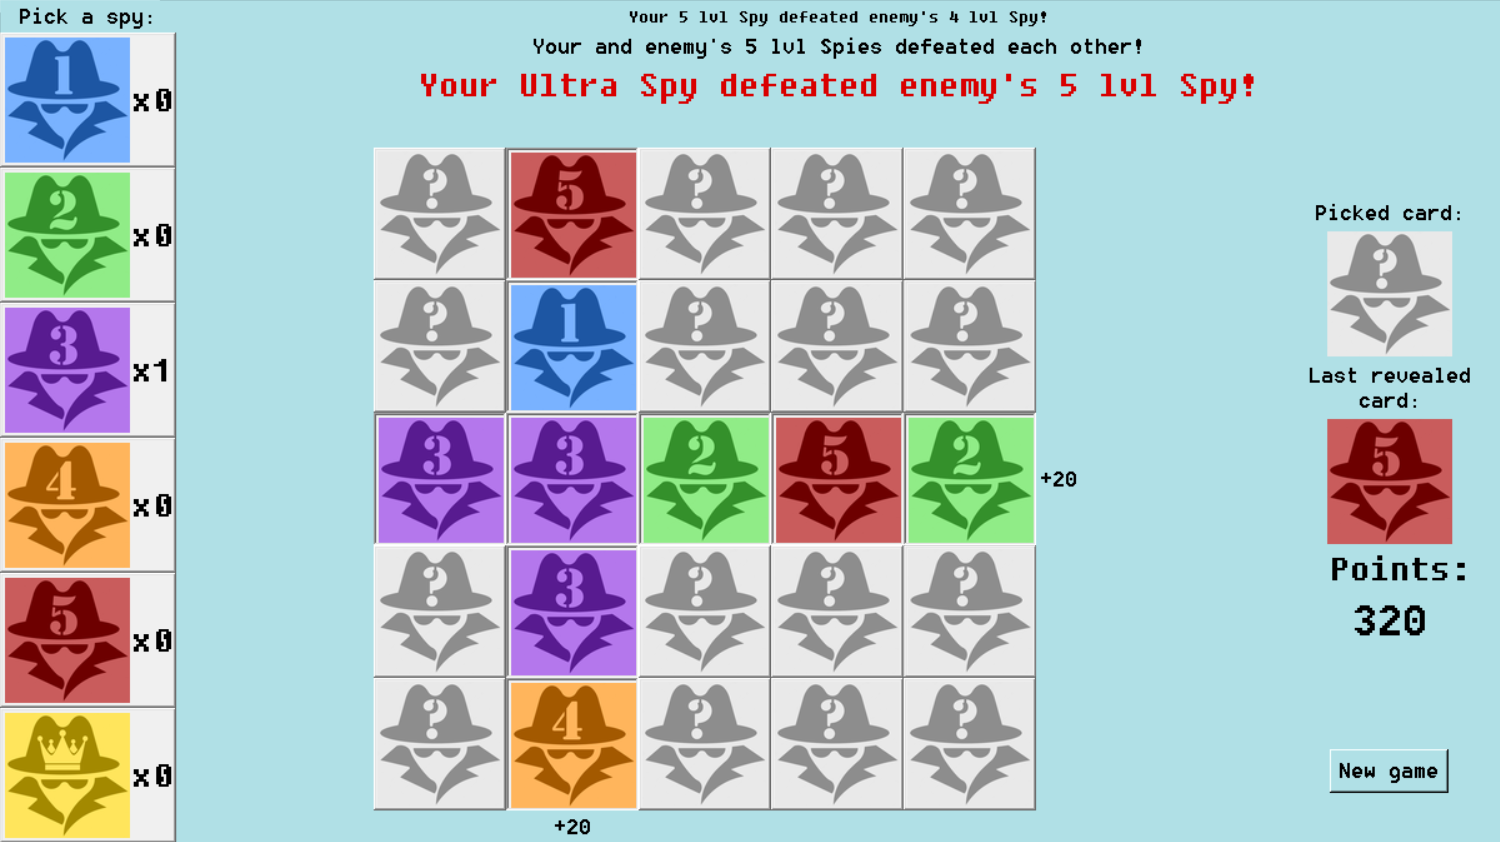 Pick a spy:
Your 5 lvl Spy defeated enemy's 4 lvl Spy!
Your and enemy's 5 lvl Spies defeated each other!
Your Ultra Spy defeated enemy's 5 lvl Spy!
1 x0
2 x0
3 x1
4 x0
5 x0
x0
? 5 ? ? ?
? 1 ? ? ?
3 3 2 5 2 +20
? 3 ? ? ?
? 4 ? ? ?
+20
Picked card:
?
Last revealed
card:
5
Points:
320
New game